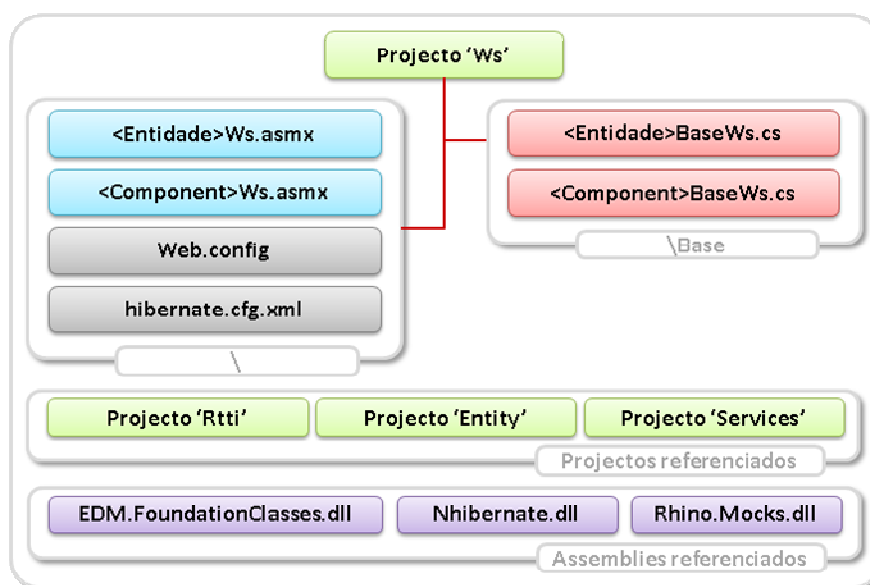 Projecto ‘Ws’
<Entidade>Ws.asmx
<Component>Ws.asmx
Web.config
hibernate.cfg.xml
\
<Entidade>BaseWs.cs
<Component>BaseWs.cs
\Base
Projecto ‘Rtti’
Projecto ‘Entity’
Projecto ‘Services’
Projectos referenciados
EDM.FoundationClasses.dll
Nhibernate.dll
Rhino.Mocks.dll
Assemblies referenciados